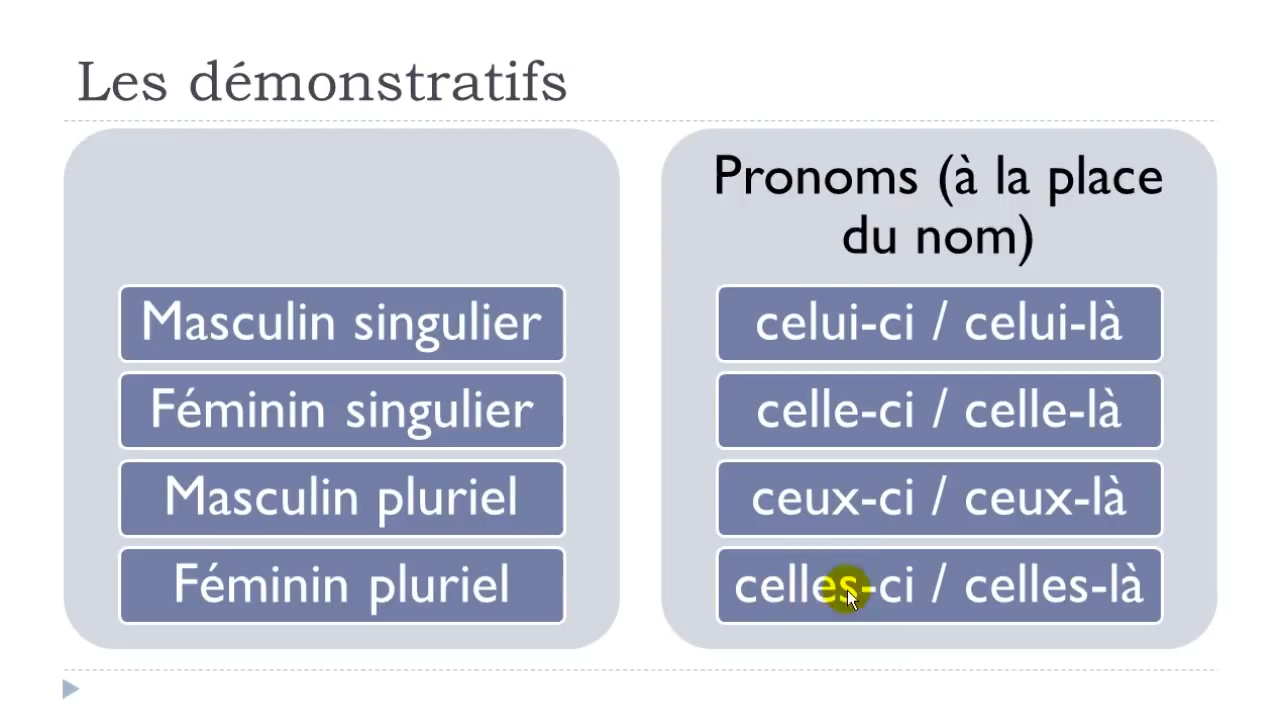 Les démonstratifs
Pronoms (à la place
du nom)
Masculin singulier
celui-ci / celui-là
Féminin singulier
celle-ci / celle-là
Masculin pluriel
ceux-ci / ceux-là
Féminin pluriel
celles-ci / celles-là